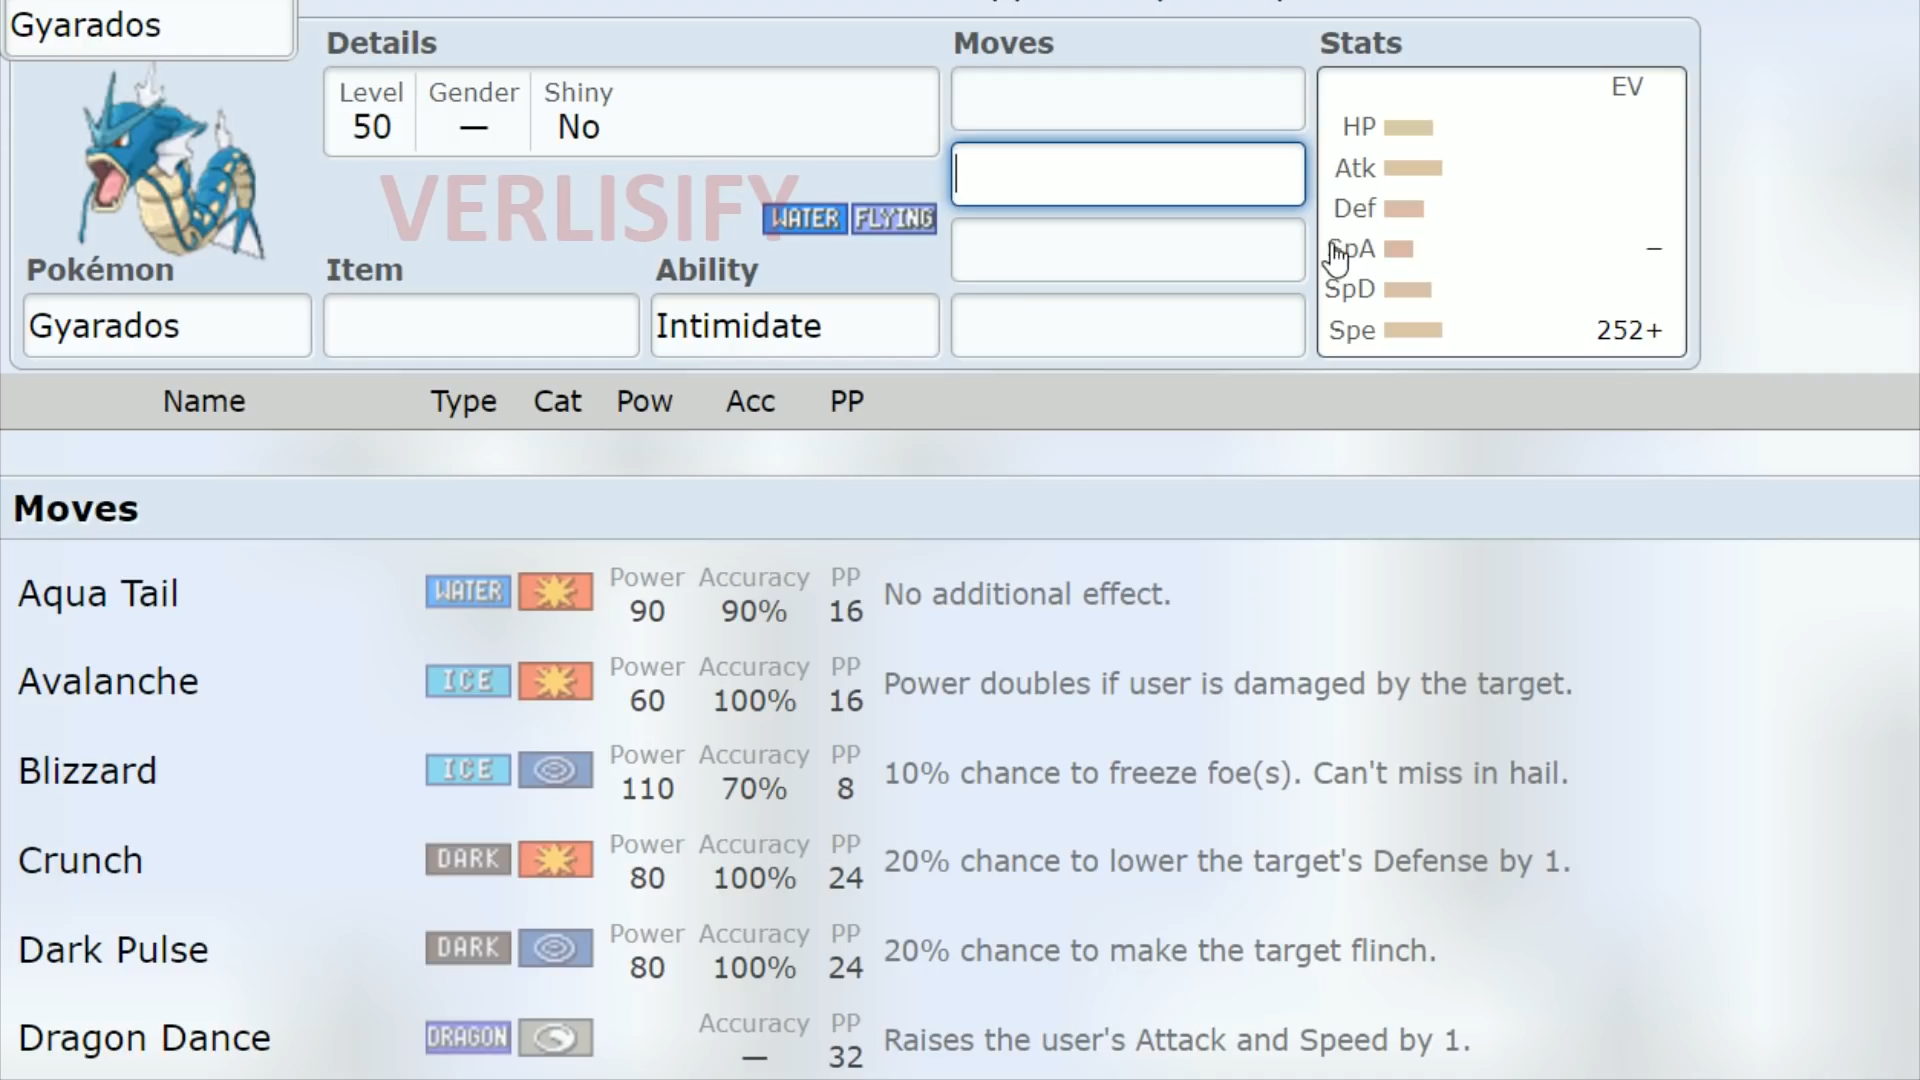 Gyarados
Details
Moves
Stats
Level
Gender
Shiny
50
—
No
EV
HP
Atk
Def
SpA
–
SpD
Spe
252+
VERLISIFY
WATER
FLYING
Pokémon
Item
Ability
Gyarados
Intimidate
Name Type Cat Pow Acc PP
Moves
Aqua Tail WATER Power 90 Accuracy 90% PP 16 No additional effect.
Avalanche ICE Power 60 Accuracy 100% PP 16 Power doubles if user is damaged by the target.
Blizzard ICE Power 110 Accuracy 70% PP 8 10% chance to freeze foe(s). Can't miss in hail.
Crunch DARK Power 80 Accuracy 100% PP 24 20% chance to lower the target's Defense by 1.
Dark Pulse DARK Power 80 Accuracy 100% PP 24 20% chance to make the target flinch.
Dragon Dance DRAGON Accuracy — PP 32 Raises the user's Attack and Speed by 1.